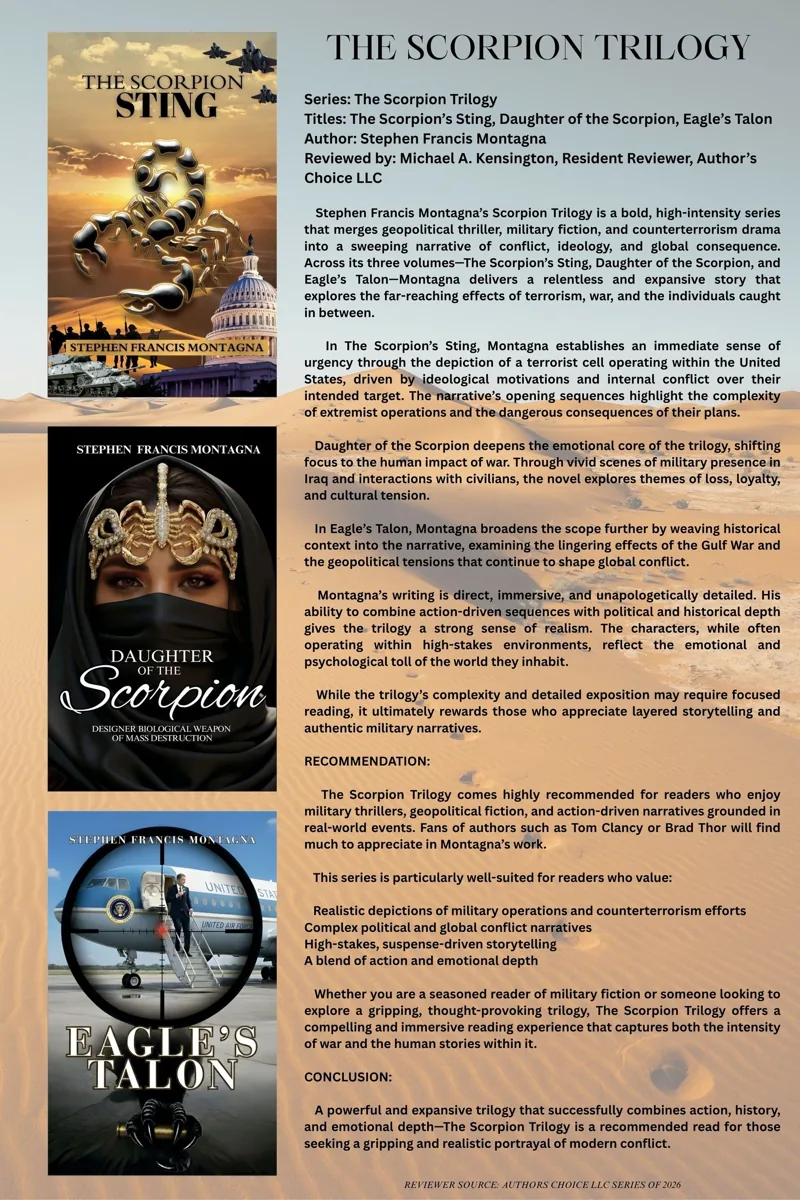 THE SCORPION
STING
STEPHEN FRANCIS MONTAGNA
STEPHEN FRANCIS MONTAGNA
DAUGHTER
OF THE
Scorpion
DESIGNER BIOLOGICAL WEAPON
OF MASS DESTRUCTION
STEPHEN FRANCIS MONTAGNA
UNITED STA
UNITED AIR FO
EAGLE'S
TALON
THE SCORPION TRILOGY
Series: The Scorpion Trilogy
Titles: The Scorpion's Sting, Daughter of the Scorpion, Eagle's Talon
Author: Stephen Francis Montagna
Reviewed by: Michael A. Kensington, Resident Reviewer, Author's
Choice LLC
Stephen Francis Montagna's Scorpion Trilogy is a bold, high-intensity series
that merges geopolitical thriller, military fiction, and counterterrorism drama
into a sweeping narrative of conflict, ideology, and global consequence.
Across its three volumes—The Scorpion's Sting, Daughter of the Scorpion, and
Eagle's Talon—Montagna delivers a relentless and expansive story that
explores the far-reaching effects of terrorism, war, and the individuals caught
in between.
In The Scorpion's Sting, Montagna establishes an immediate sense of
urgency through the depiction of a terrorist cell operating within the United
States, driven by ideological motivations and internal conflict over their
intended target. The narrative's opening sequences highlight the complexity
of extremist operations and the dangerous consequences of their plans.
Daughter of the Scorpion deepens the emotional core of the trilogy, shifting
focus to the human impact of war. Through vivid scenes of military presence in
Iraq and interactions with civilians, the novel explores themes of loss, loyalty,
and cultural tension.
In Eagle's Talon, Montagna broadens the scope further by weaving historical
context into the narrative, examining the lingering effects of the Gulf War and
the geopolitical tensions that continue to shape global conflict.
Montagna's writing is direct, immersive, and unapologetically detailed. His
ability to combine action-driven sequences with political and historical depth
gives the trilogy a strong sense of realism. The characters, while often
operating within high-stakes environments, reflect the emotional and
psychological toll of the world they inhabit.
While the trilogy's complexity and detailed exposition may require focused
reading, it ultimately rewards those who appreciate layered storytelling and
authentic military narratives.
RECOMMENDATION:
The Scorpion Trilogy comes highly recommended for readers who enjoy
military thrillers, geopolitical fiction, and action-driven narratives grounded in
real-world events. Fans of authors such as Tom Clancy or Brad Thor will find
much to appreciate in Montagna's work.
This series is particularly well-suited for readers who value:
Realistic depictions of military operations and counterterrorism efforts
Complex political and global conflict narratives
High-stakes, suspense-driven storytelling
A blend of action and emotional depth
Whether you are a seasoned reader of military fiction or someone looking to
explore a gripping, thought-provoking trilogy, The Scorpion Trilogy offers a
compelling and immersive reading experience that captures both the intensity
of war and the human stories within it.
CONCLUSION:
A powerful and expansive trilogy that successfully combines action, history,
and emotional depth—The Scorpion Trilogy is a recommended read for those
seeking a gripping and realistic portrayal of modern conflict.
REVIEWER SOURCE: AUTHORS CHOICE LLC SERIES OF 2026